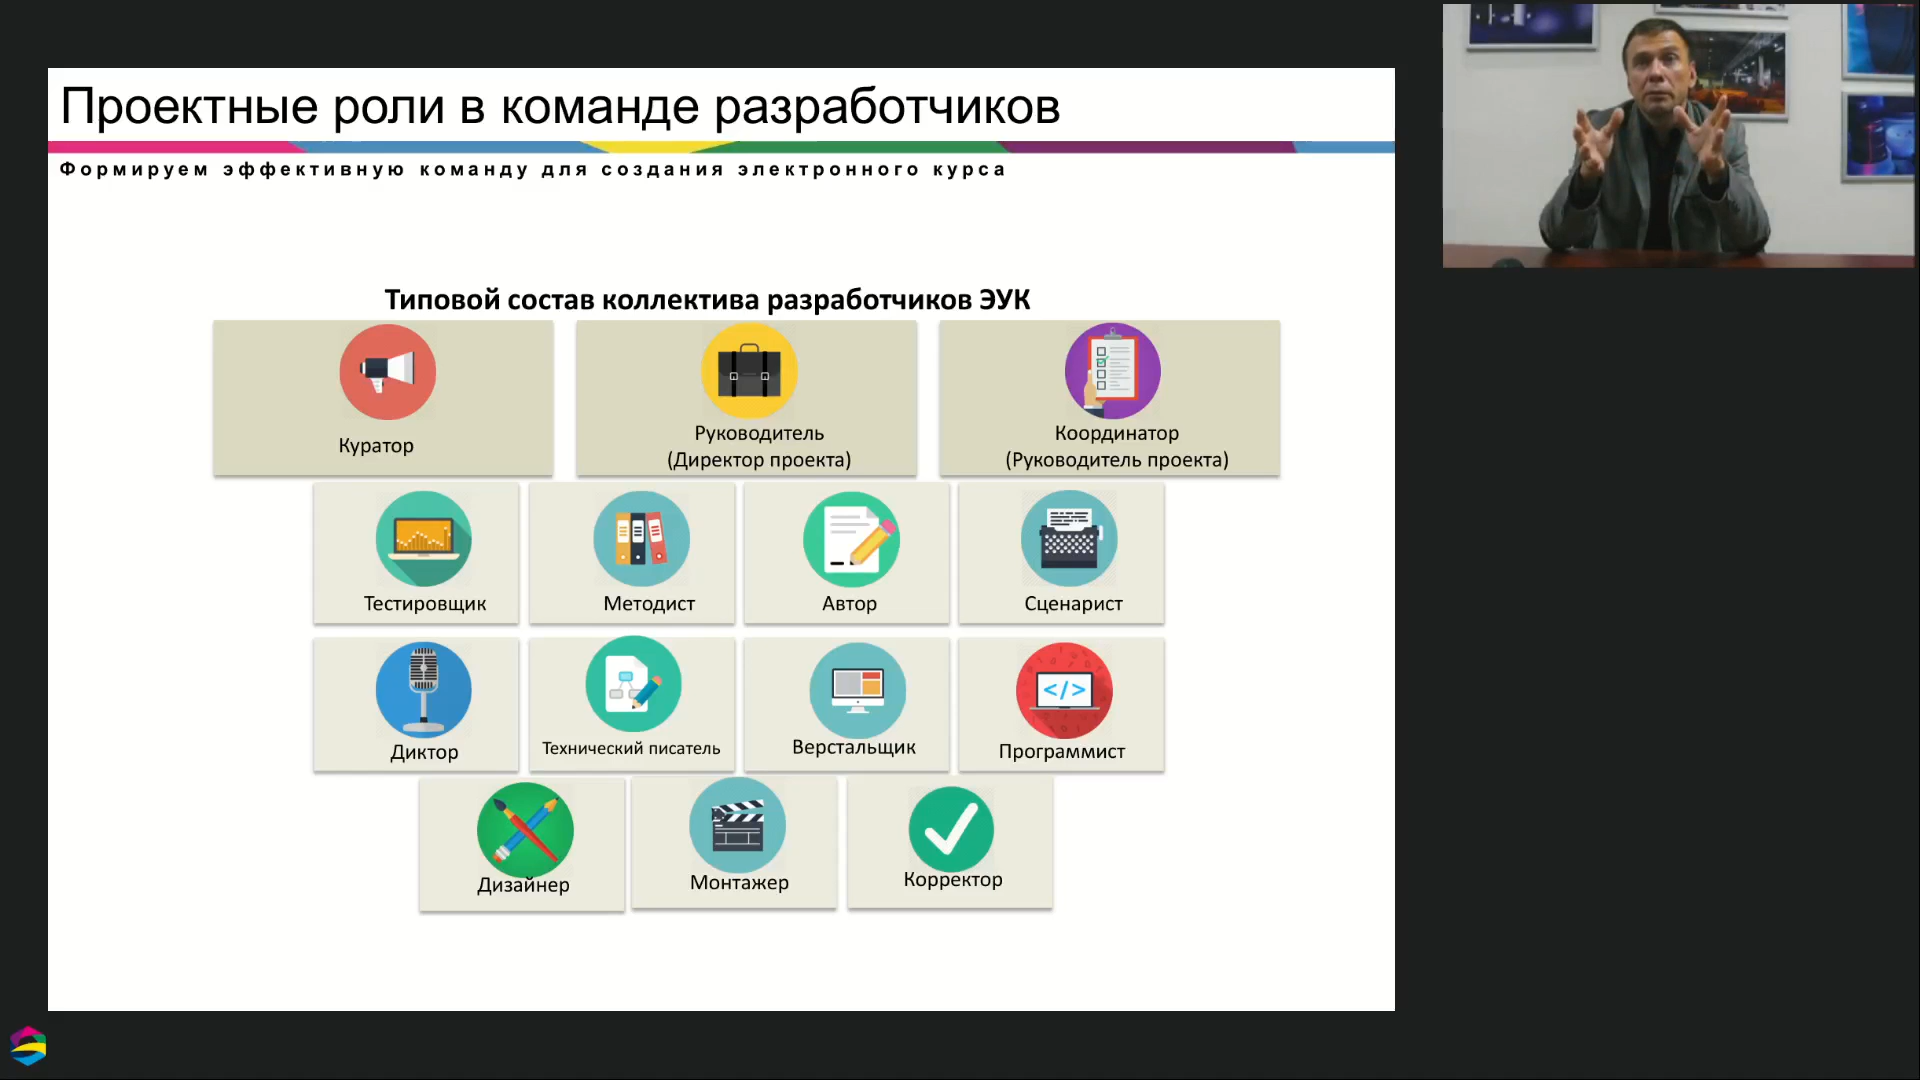 Проектные роли в команде разработчиков
Формируем эффективную команду для создания электронного курса
Типовой состав коллектива разработчиков ЭУК
Куратор
Руководитель
(Директор проекта)
Координатор
(Руководитель проекта)
Тестировщик
Методист
Автор
Сценарист
Диктор
Технический писатель
Верстальщик
</>
Программист
Дизайнер
Монтажер
Корректор